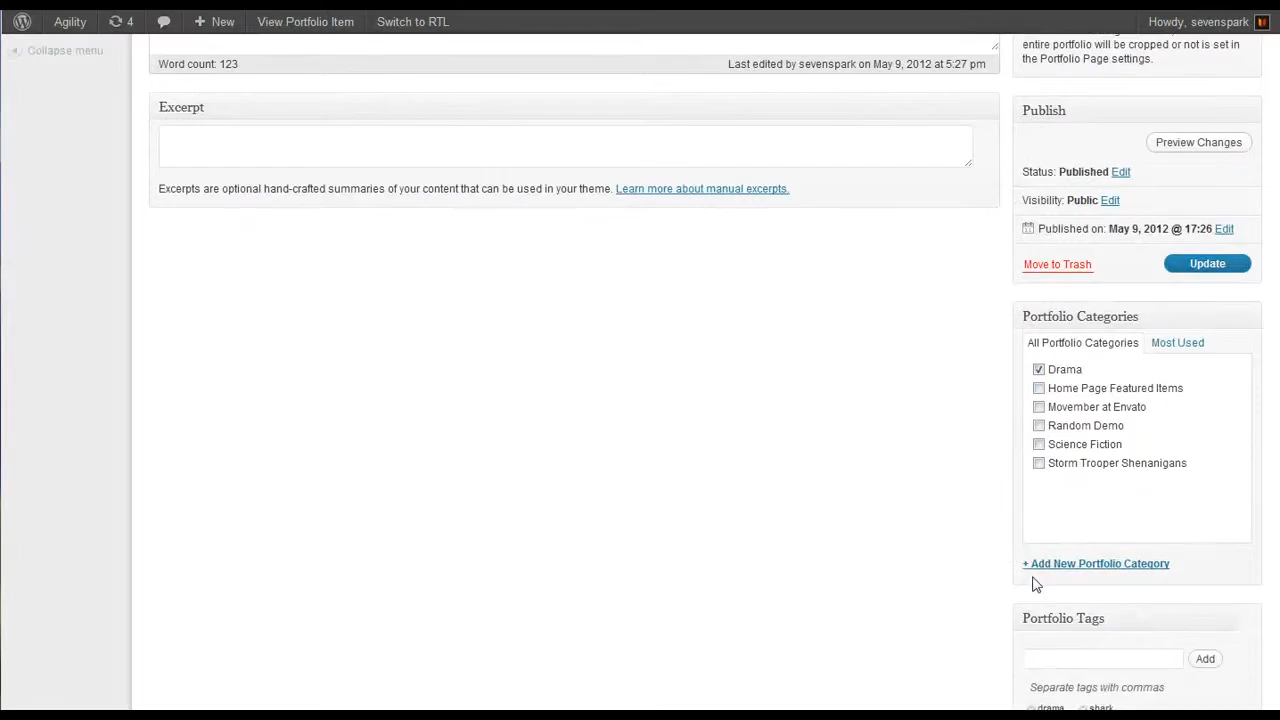 Agility 4 New View Portfolio Item Switch to RTL Howdy, sevenspark
Collapse menu
Word count: 123 Last edited by sevenspark on May 9, 2012 at 5:27 pm
Excerpt
Excerpts are optional hand-crafted summaries of your content that can be used in your theme. Learn more about manual excerpts.
entire portfolio will be cropped or not is set in
the Portfolio Page settings.
Publish
Preview Changes
Status: Published Edit
Visibility: Public Edit
Published on: May 9, 2012 @ 17:26 Edit
Move to Trash Update
Portfolio Categories
All Portfolio Categories Most Used
Drama
Home Page Featured Items
Movember at Envato
Random Demo
Science Fiction
Storm Trooper Shenanigans
+ Add New Portfolio Category
Portfolio Tags
Add
Separate tags with commas
drama shark